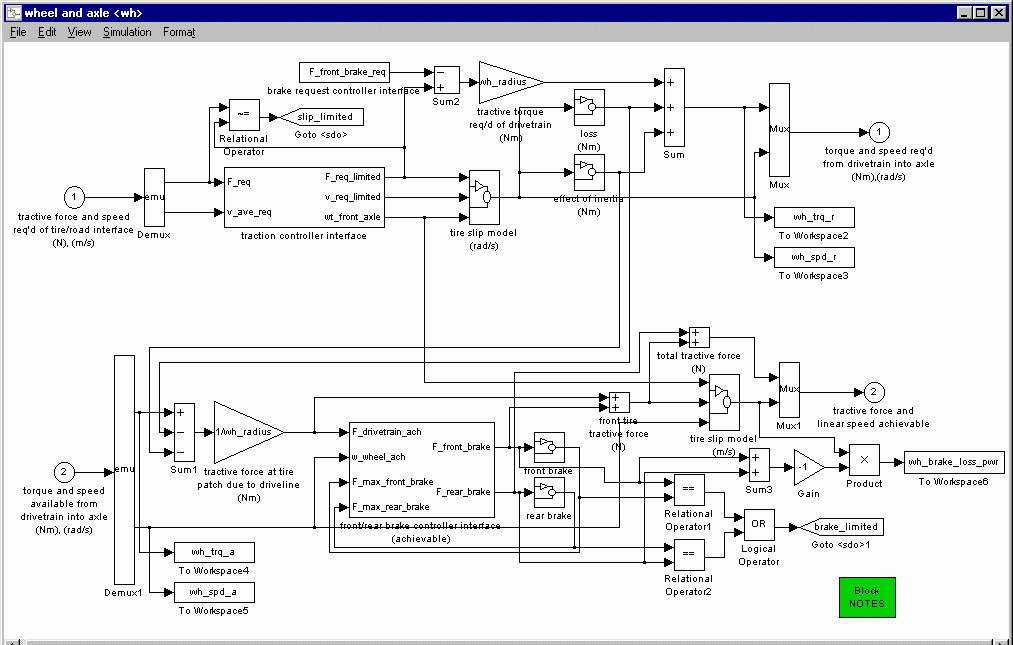 wheel and axle <wh>
File Edit View Simulation Format
F_front_brake_req
brake request controller interface
−
+
Sum2
wh_radius
tractive torque
req/d of drivetrain
(Nm)
~=
Relational
Operator
slip_limited
Goto <sdo>
loss
(Nm)
effect of inertia
(Nm)
+
+
+
Sum
Mux
Mux
1
torque and speed req'd
from drivetrain into axle
(Nm),(rad/s)
1
tractive force and speed
req'd of tire/road interface
(N), (m/s)
emu
Demux
F_req
v_ave_req
F_req_limited
v_req_limited
wt_front_axle
traction controller interface
tire slip model
(rad/s)
wh_trq_r
To Workspace2
wh_spd_r
To Workspace3
+
+
total tractive force
(N)
Mux
Mux1
2
tractive force and
linear speed achievable
2
torque and speed
available from
drivetrain into axle
(Nm), (rad/s)
emu
Demux1
+
−
−
Sum1
1/wh_radius
tractive force at tire
patch due to driveline
(Nm)
F_drivetrain_ach
w_wheel_ach
F_max_front_brake
F_max_rear_brake
F_front_brake
F_rear_brake
front/rear brake controller interface
(achievable)
front brake
rear brake
+
+
front tire
tractive force
(N)
tire slip model
(m/s)
+
+
Sum3
-1
Gain
×
Product
wh_brake_loss_pwr
To Workspace6
==
Relational
Operator1
==
Relational
Operator2
OR
Logical
Operator
brake_limited
Goto <sdo>1
wh_trq_a
To Workspace4
wh_spd_a
To Workspace5
Block
NOTES